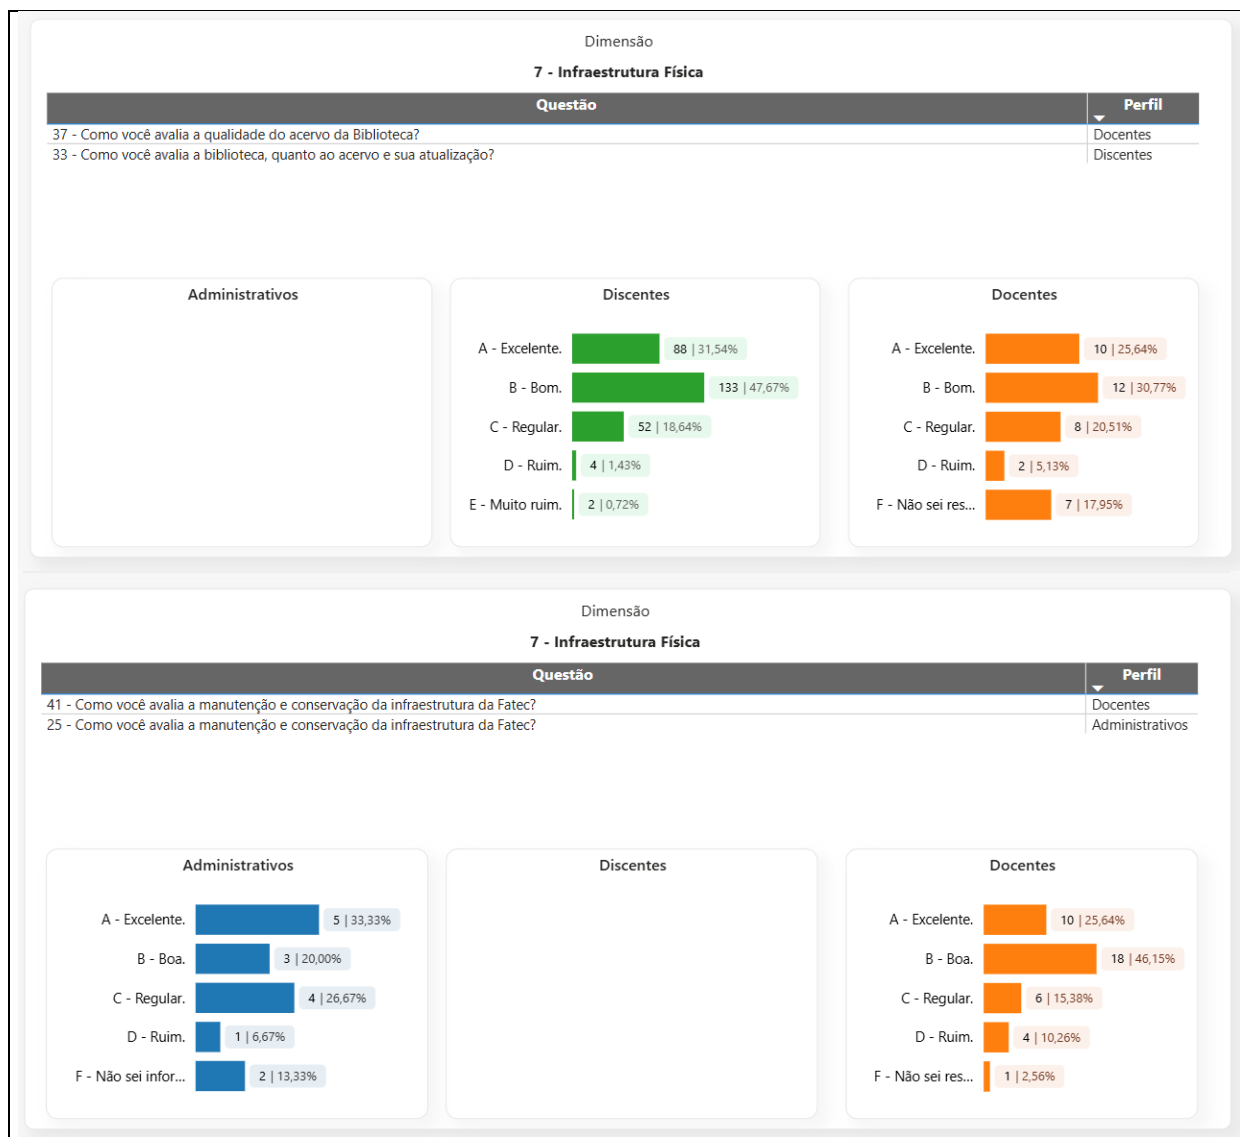 Dimensão
7 - Infraestrutura Física
Questão Perfil
37 - Como você avalia a qualidade do acervo da Biblioteca? Docentes
33 - Como você avalia a biblioteca, quanto ao acervo e sua atualização? Discentes
Administrativos
Discentes
A - Excelente. 88 | 31,54%
B - Bom. 133 | 47,67%
C - Regular. 52 | 18,64%
D - Ruim. 4 | 1,43%
E - Muito ruim. 2 | 0,72%
Docentes
A - Excelente. 10 | 25,64%
B - Bom. 12 | 30,77%
C - Regular. 8 | 20,51%
D - Ruim. 2 | 5,13%
F - Não sei res... 7 | 17,95%
Dimensão
7 - Infraestrutura Física
Questão Perfil
41 - Como você avalia a manutenção e conservação da infraestrutura da Fatec? Docentes
25 - Como você avalia a manutenção e conservação da infraestrutura da Fatec? Administrativos
Administrativos
A - Excelente. 5 | 33,33%
B - Boa. 3 | 20,00%
C - Regular. 4 | 26,67%
D - Ruim. 1 | 6,67%
F - Não sei infor... 2 | 13,33%
Discentes
Docentes
A - Excelente. 10 | 25,64%
B - Boa. 18 | 46,15%
C - Regular. 6 | 15,38%
D - Ruim. 4 | 10,26%
F - Não sei res... 1 | 2,56%